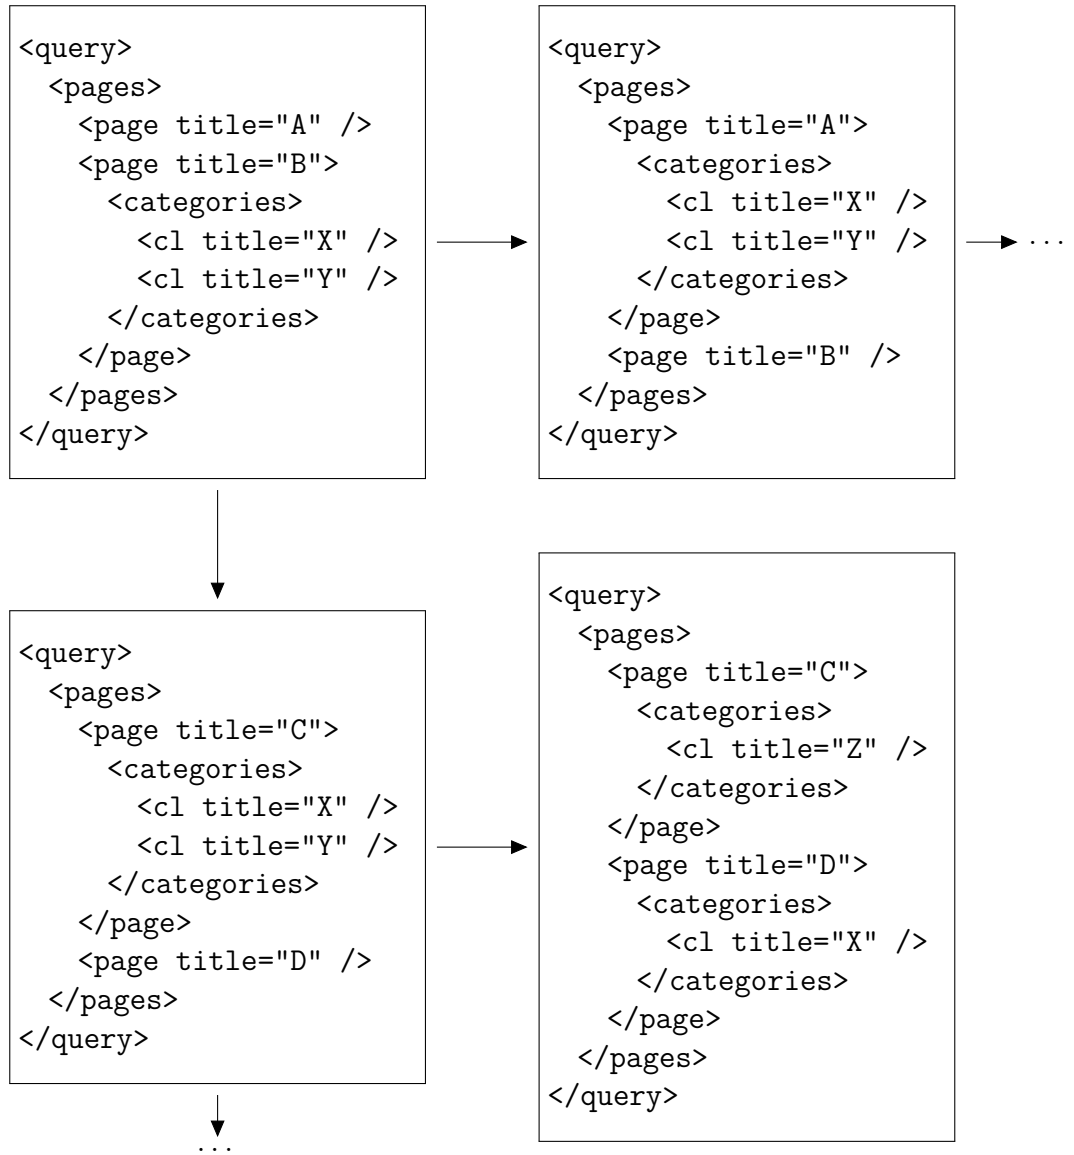 <query>
  <pages>
    <page title="A" />
    <page title="B">
      <categories>
        <cl title="X" />
        <cl title="Y" />
      </categories>
    </page>
  </pages>
</query>
<query>
  <pages>
    <page title="A">
      <categories>
        <cl title="X" />
        <cl title="Y" />
      </categories>
    </page>
    <page title="B" />
  </pages>
</query>
...
<query>
  <pages>
    <page title="C">
      <categories>
        <cl title="X" />
        <cl title="Y" />
      </categories>
    </page>
    <page title="D" />
  </pages>
</query>
...
<query>
  <pages>
    <page title="C">
      <categories>
        <cl title="Z" />
      </categories>
    </page>
    <page title="D">
      <categories>
        <cl title="X" />
      </categories>
    </page>
  </pages>
</query>